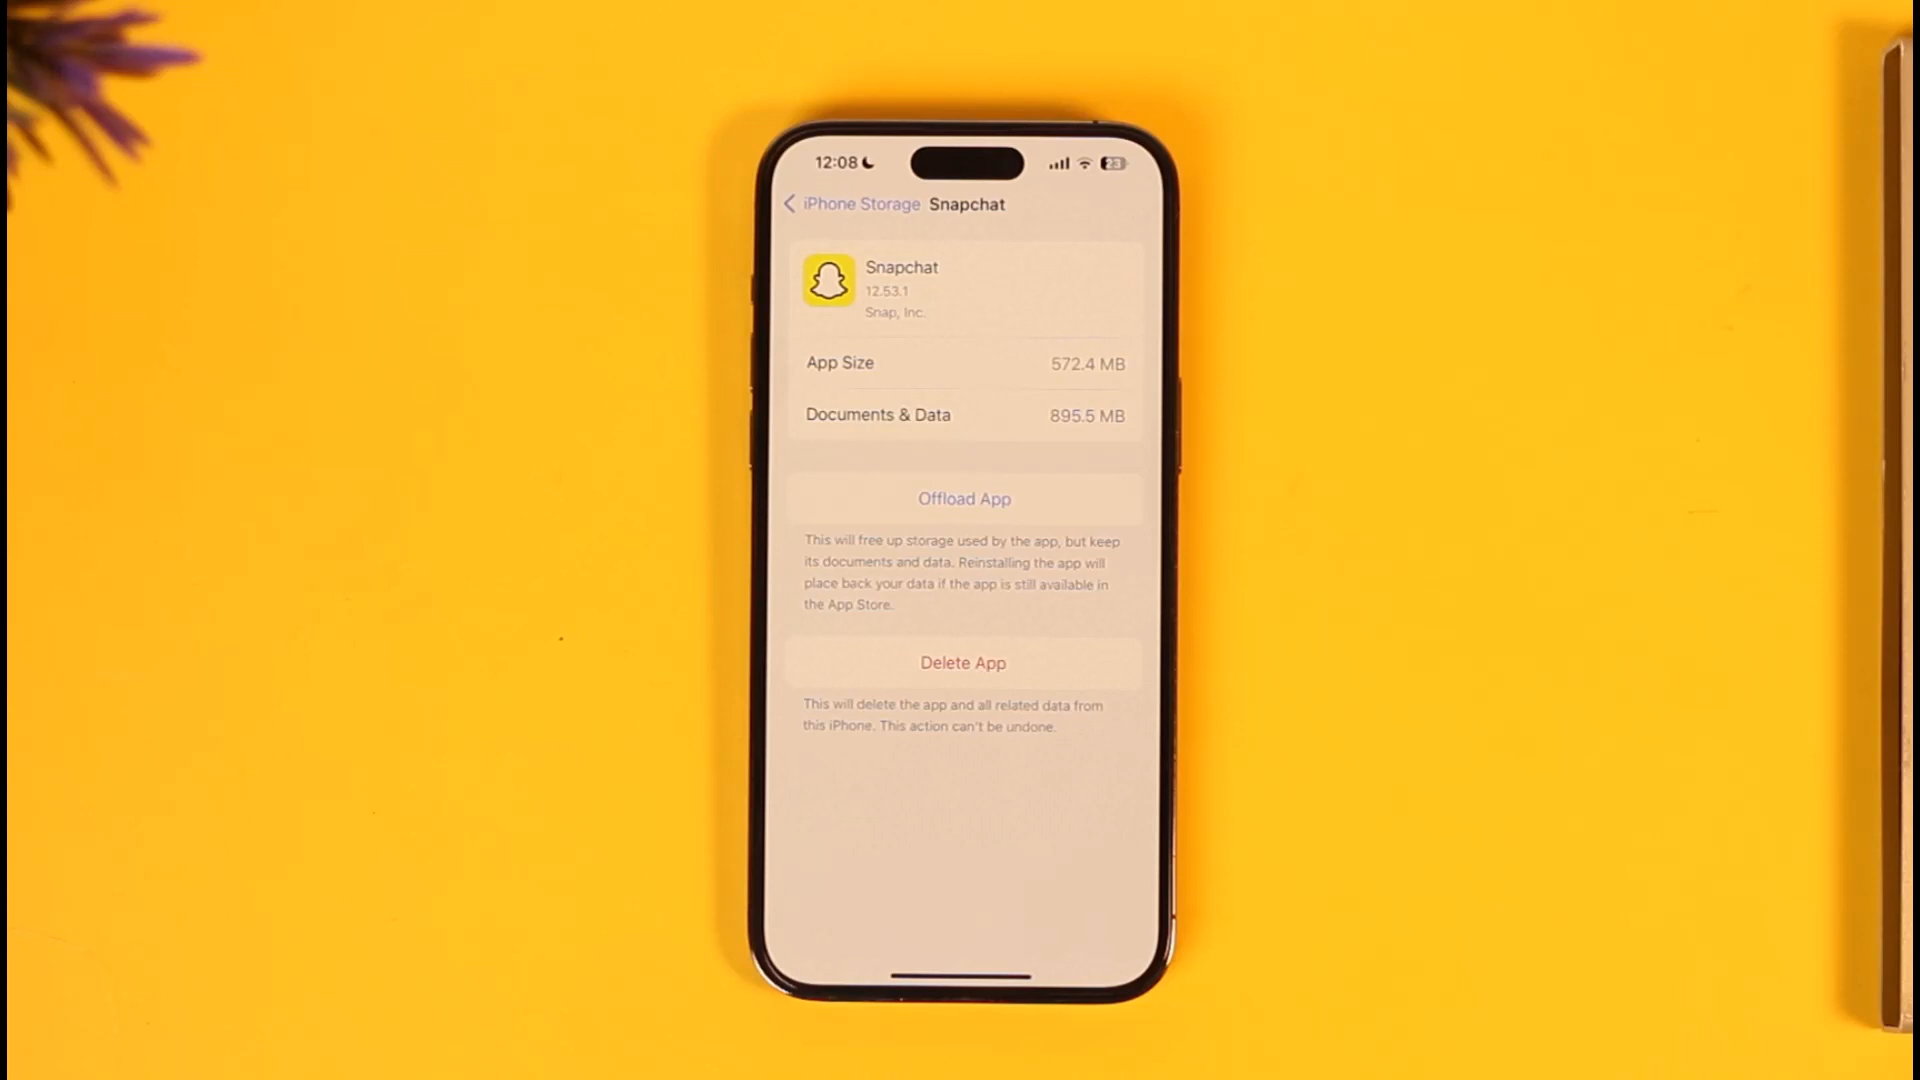 12:08
23
iPhone Storage Snapchat
Snapchat
12.53.1
Snap, Inc.
App Size 572.4 MB
Documents & Data 895.5 MB
Offload App
This will free up storage used by the app, but keep
its documents and data. Reinstalling the app will
place back your data if the app is still available in
the App Store.
Delete App
This will delete the app and all related data from
this iPhone. This action can't be undone.